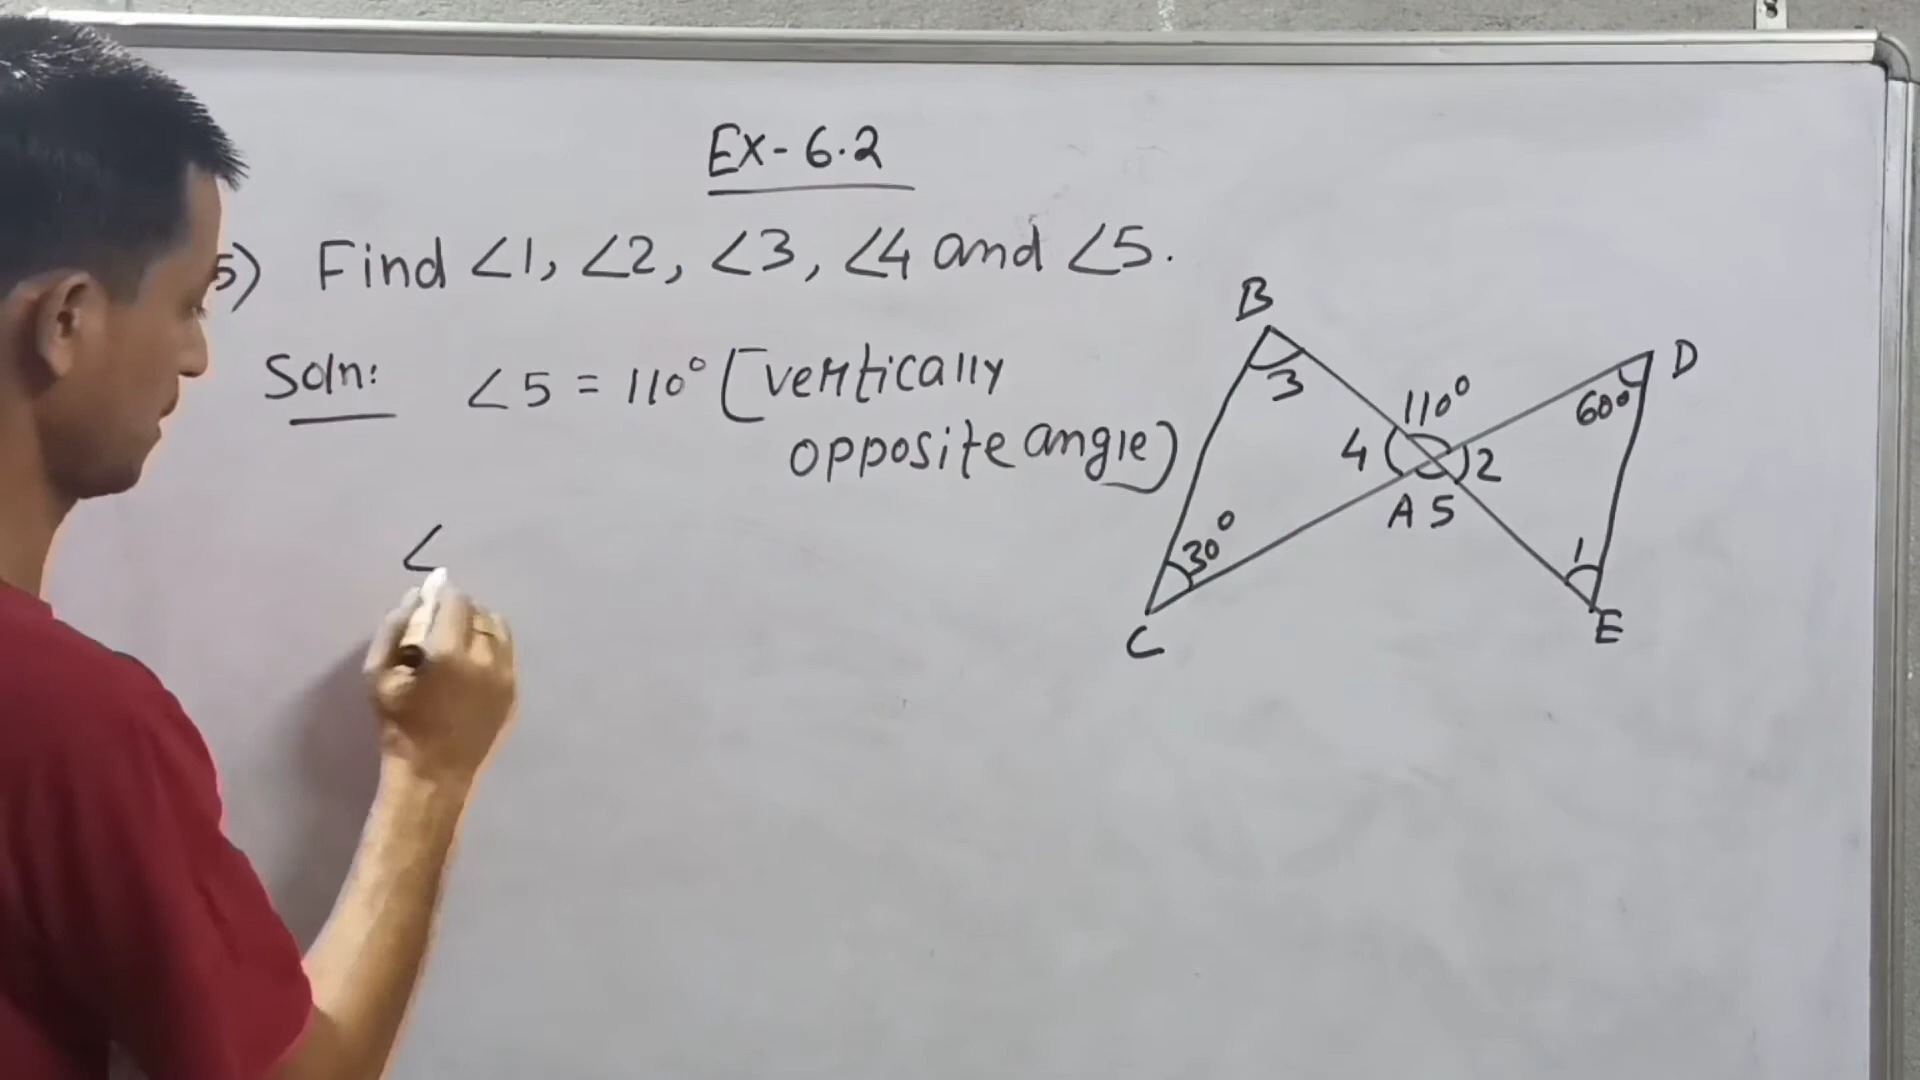 Ex- 6.2
5) Find ∠1, ∠2, ∠3, ∠4 and ∠5.
Soln: ∠5 = 110° (vertically
opposite angle)
∠
B
D
3
110°
60°
4
2
A 5
30°
1
C
E